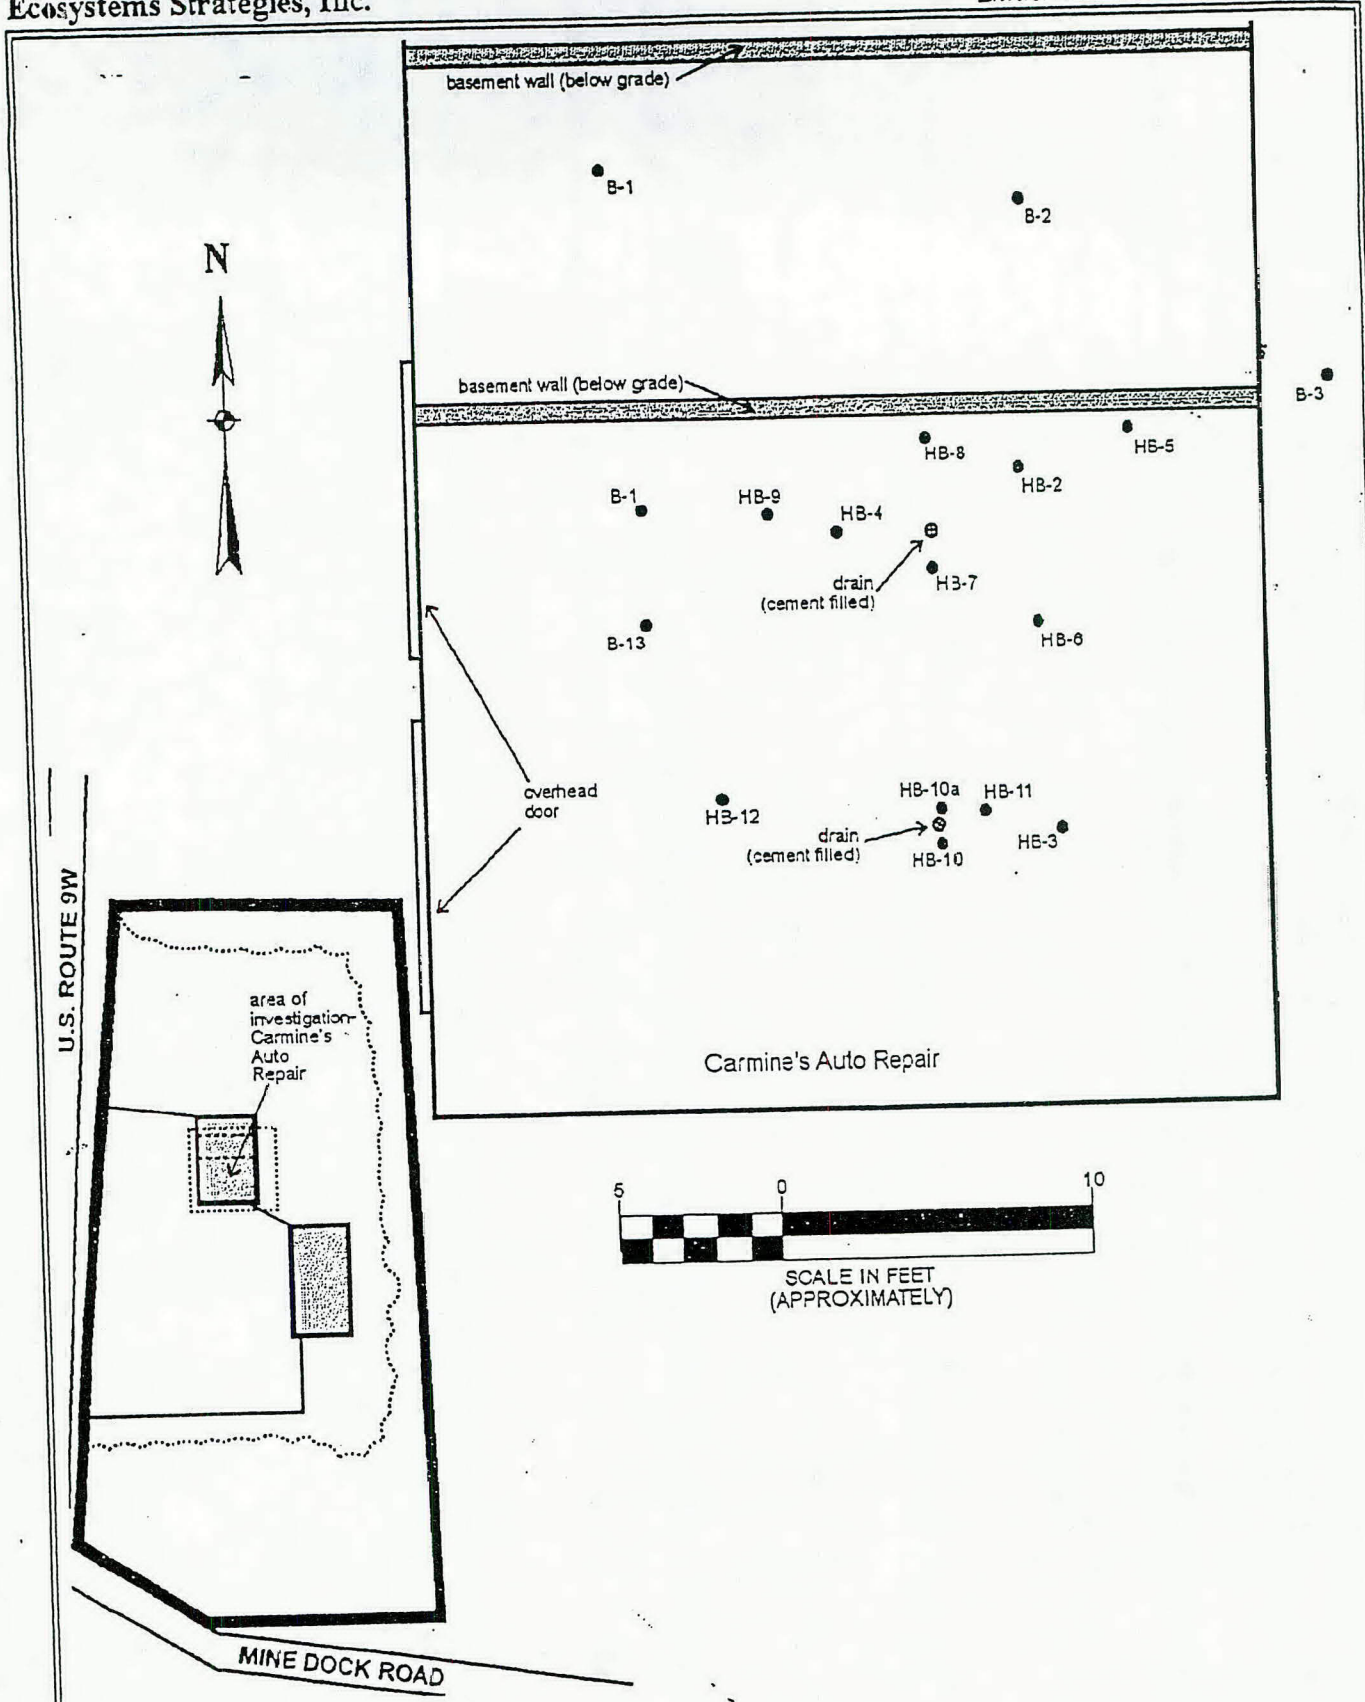 Ecosystems Strategies, Inc.
basement wall (below grade)
B-1
B-2
N
basement wall (below grade)
B-3
HB-8
HB-5
HB-2
B-1
HB-9
HB-4
drain
(cement filled)
HB-7
B-13
HB-6
overhead
door
HB-10a
HB-11
HB-12
drain
(cement filled)
HB-3
HB-10
U.S. ROUTE 9W
area of
investigation-
Carmine's
Auto
Repair
Carmine's Auto Repair
5 0 10
SCALE IN FEET
(APPROXIMATELY)
MINE DOCK ROAD